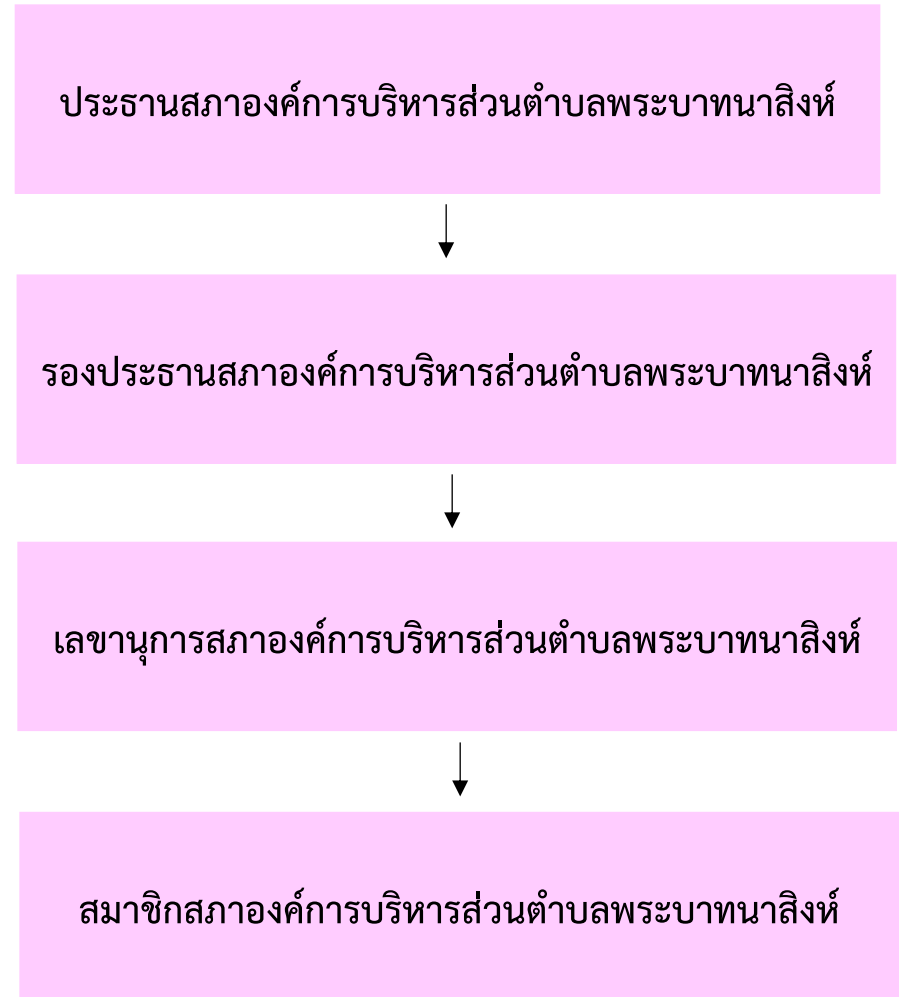 ประธานสภาองค์การบริหารส่วนตำบลพระบาทนาสิงห์
รองประธานสภาองค์การบริหารส่วนตำบลพระบาทนาสิงห์
เลขานุการสภาองค์การบริหารส่วนตำบลพระบาทนาสิงห์
สมาชิกสภาองค์การบริหารส่วนตำบลพระบาทนาสิงห์